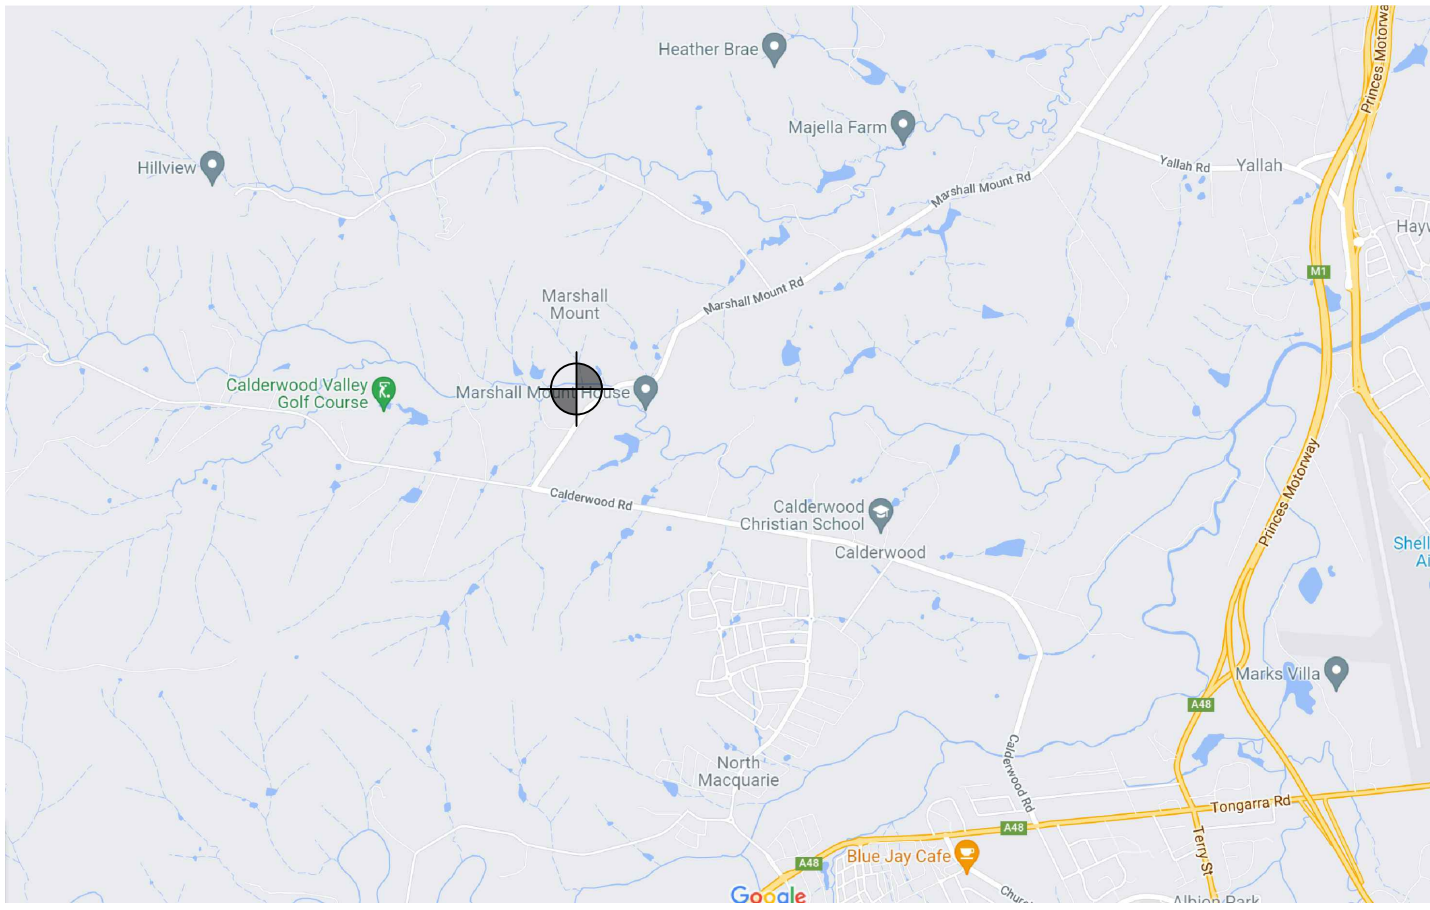 Heather Brae
Princes Motorwa
Majella Farm
Hillview
Yallah Rd
Yallah
Marshall Mount Rd
Hayw
M1
Marshall
Mount
Marshall Mount Rd
Calderwood Valley
Golf Course
Marshall Mount House
Princes Motorway
Calderwood Rd
Calderwood
Christian School
Calderwood
Shell
Ai
Marks Villa
A48
North
Macquarie
Calderwood Rd
Tongarra Rd
A48
Terry St
A48
Blue Jay Cafe
Church
Google
Albion Park